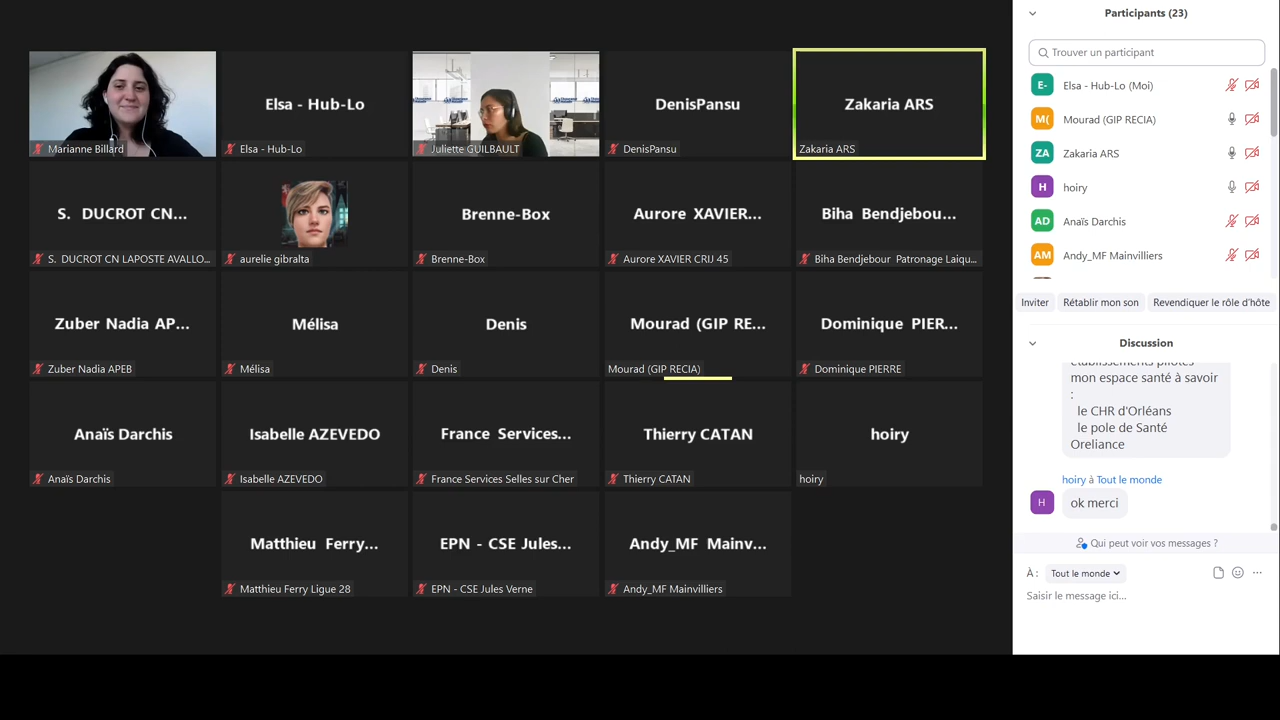 Marianne Billard
Elsa - Hub-Lo
Elsa - Hub-Lo
Juliette GUILBAULT
DenisPansu
DenisPansu
Zakaria ARS
Zakaria ARS
S. DUCROT CN...
S. DUCROT CN LAPOSTE AVALLO...
aurelie gibralta
Brenne-Box
Brenne-Box
Aurore XAVIER...
Aurore XAVIER CRIJ 45
Biha Bendjebou...
Biha Bendjebour Patronage Laiqu...
Zuber Nadia AP...
Zuber Nadia APEB
Mélisa
Mélisa
Denis
Denis
Mourad (GIP RE...
Mourad (GIP RECIA)
Dominique PIER...
Dominique PIERRE
Anaïs Darchis
Anaïs Darchis
Isabelle AZEVEDO
Isabelle AZEVEDO
France Services...
France Services Selles sur Cher
Thierry CATAN
Thierry CATAN
hoiry
hoiry
Matthieu Ferry...
Matthieu Ferry Ligue 28
EPN - CSE Jules...
EPN - CSE Jules Verne
Andy_MF Mainv...
Andy_MF Mainvilliers
Participants (23)
Trouver un participant
E- Elsa - Hub-Lo (Moi)
M( Mourad (GIP RECIA)
ZA Zakaria ARS
H hoiry
AD Anaïs Darchis
AM Andy_MF Mainvilliers
Inviter Rétablir mon son Revendiquer le rôle d'hôte
Discussion
établissements pilotes
mon espace santé à savoir
:
le CHR d'Orléans
le pole de Santé
Oreliance
hoiry à Tout le monde
H ok merci
Qui peut voir vos messages ?
À : Tout le monde
Saisir le message ici...